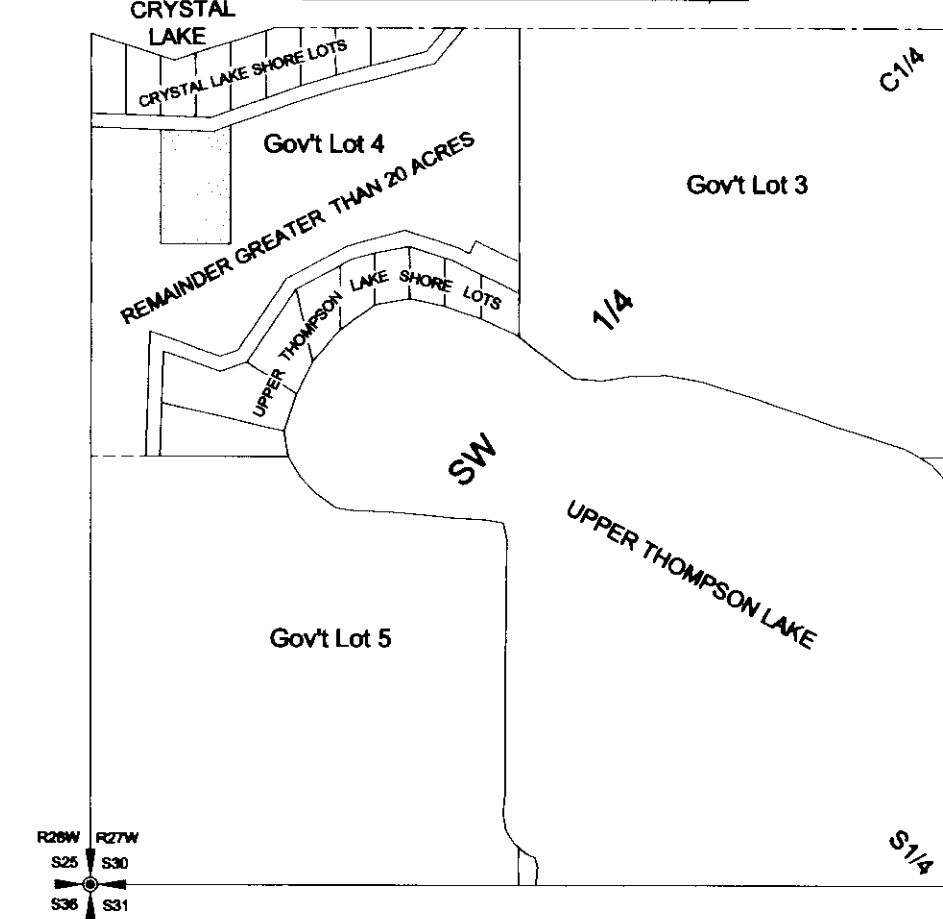 CRYSTAL
LAKE
CRYSTAL LAKE SHORE LOTS
C1/4
Gov't Lot 4
Gov't Lot 3
REMAINDER GREATER THAN 20 ACRES
UPPER THOMPSON LAKE SHORE LOTS
1/4
SW
UPPER THOMPSON LAKE
Gov't Lot 5
S1/4
R28W R27W
S25 S30
S36 S31